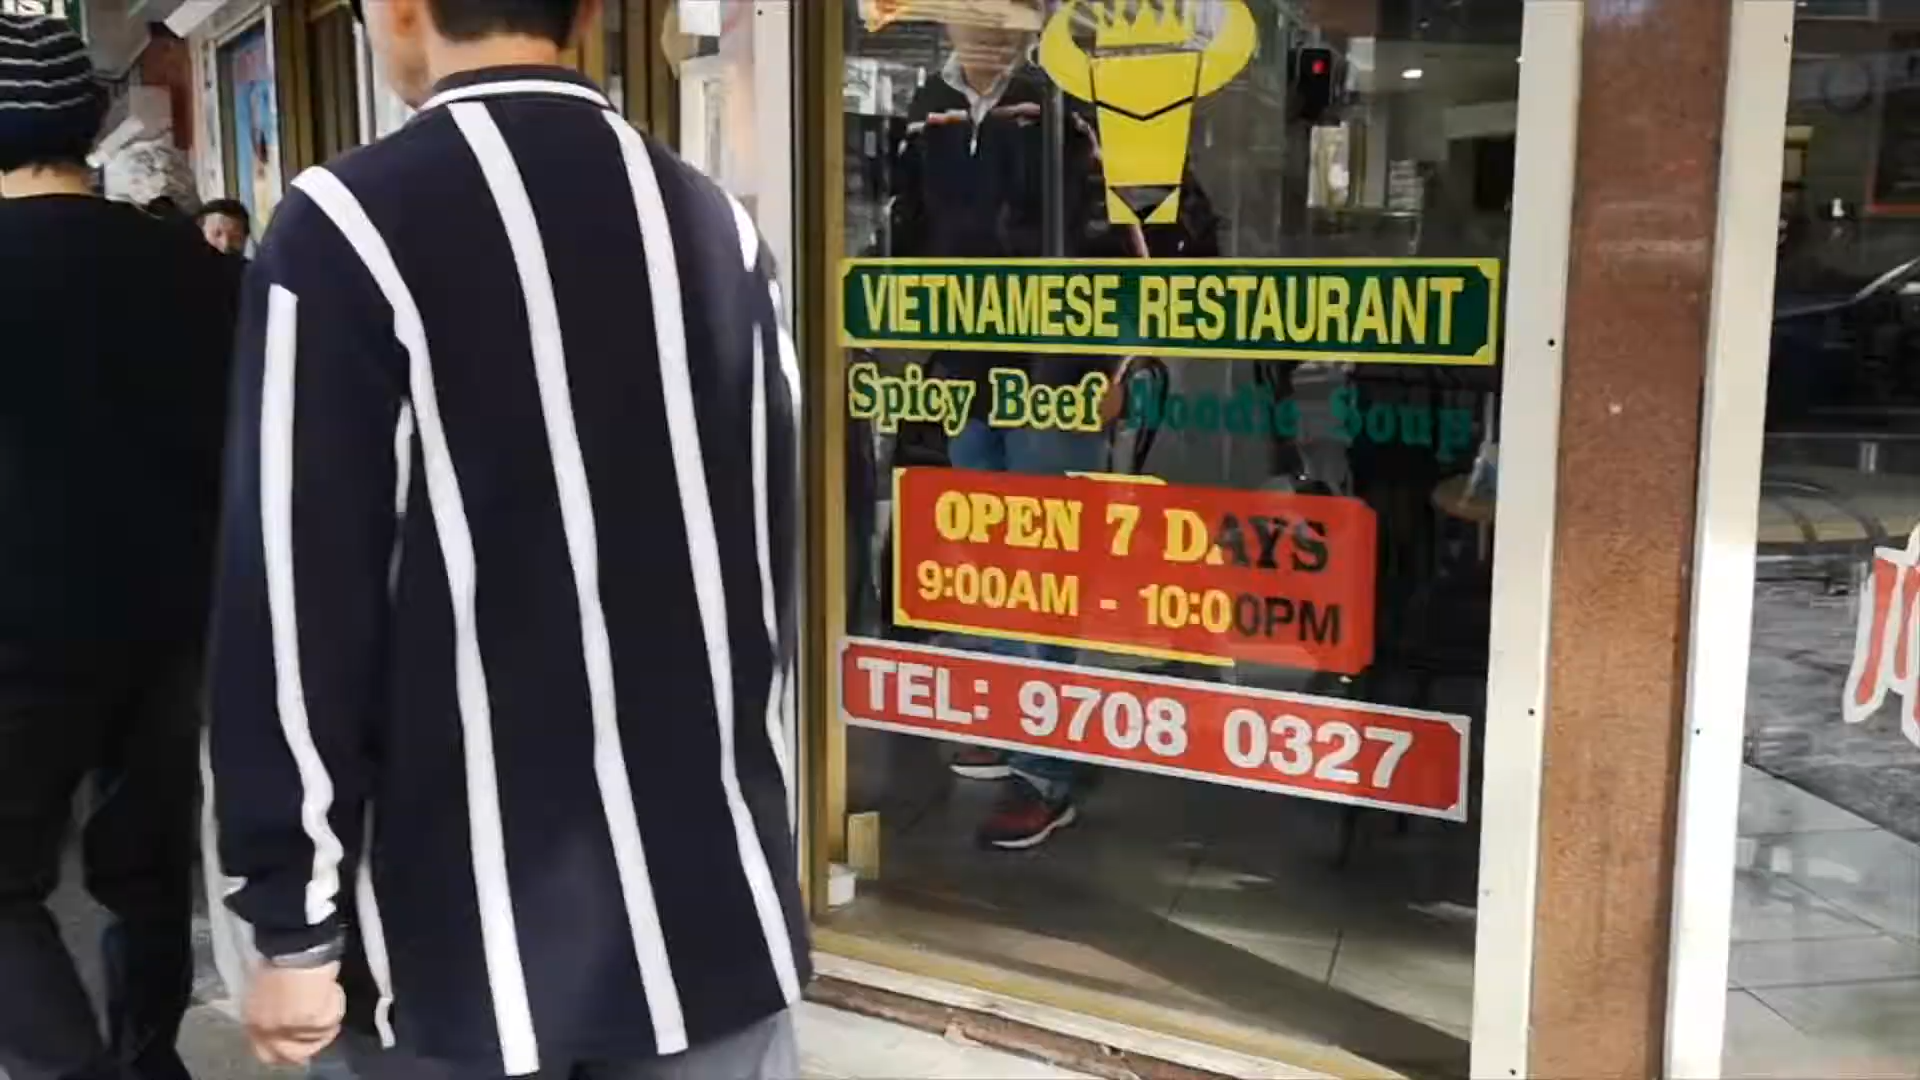 VIETNAMESE RESTAURANT
Spicy Beef Noodle Soup
OPEN 7 DAYS
9:00AM - 10:00PM
TEL: 9708 0327